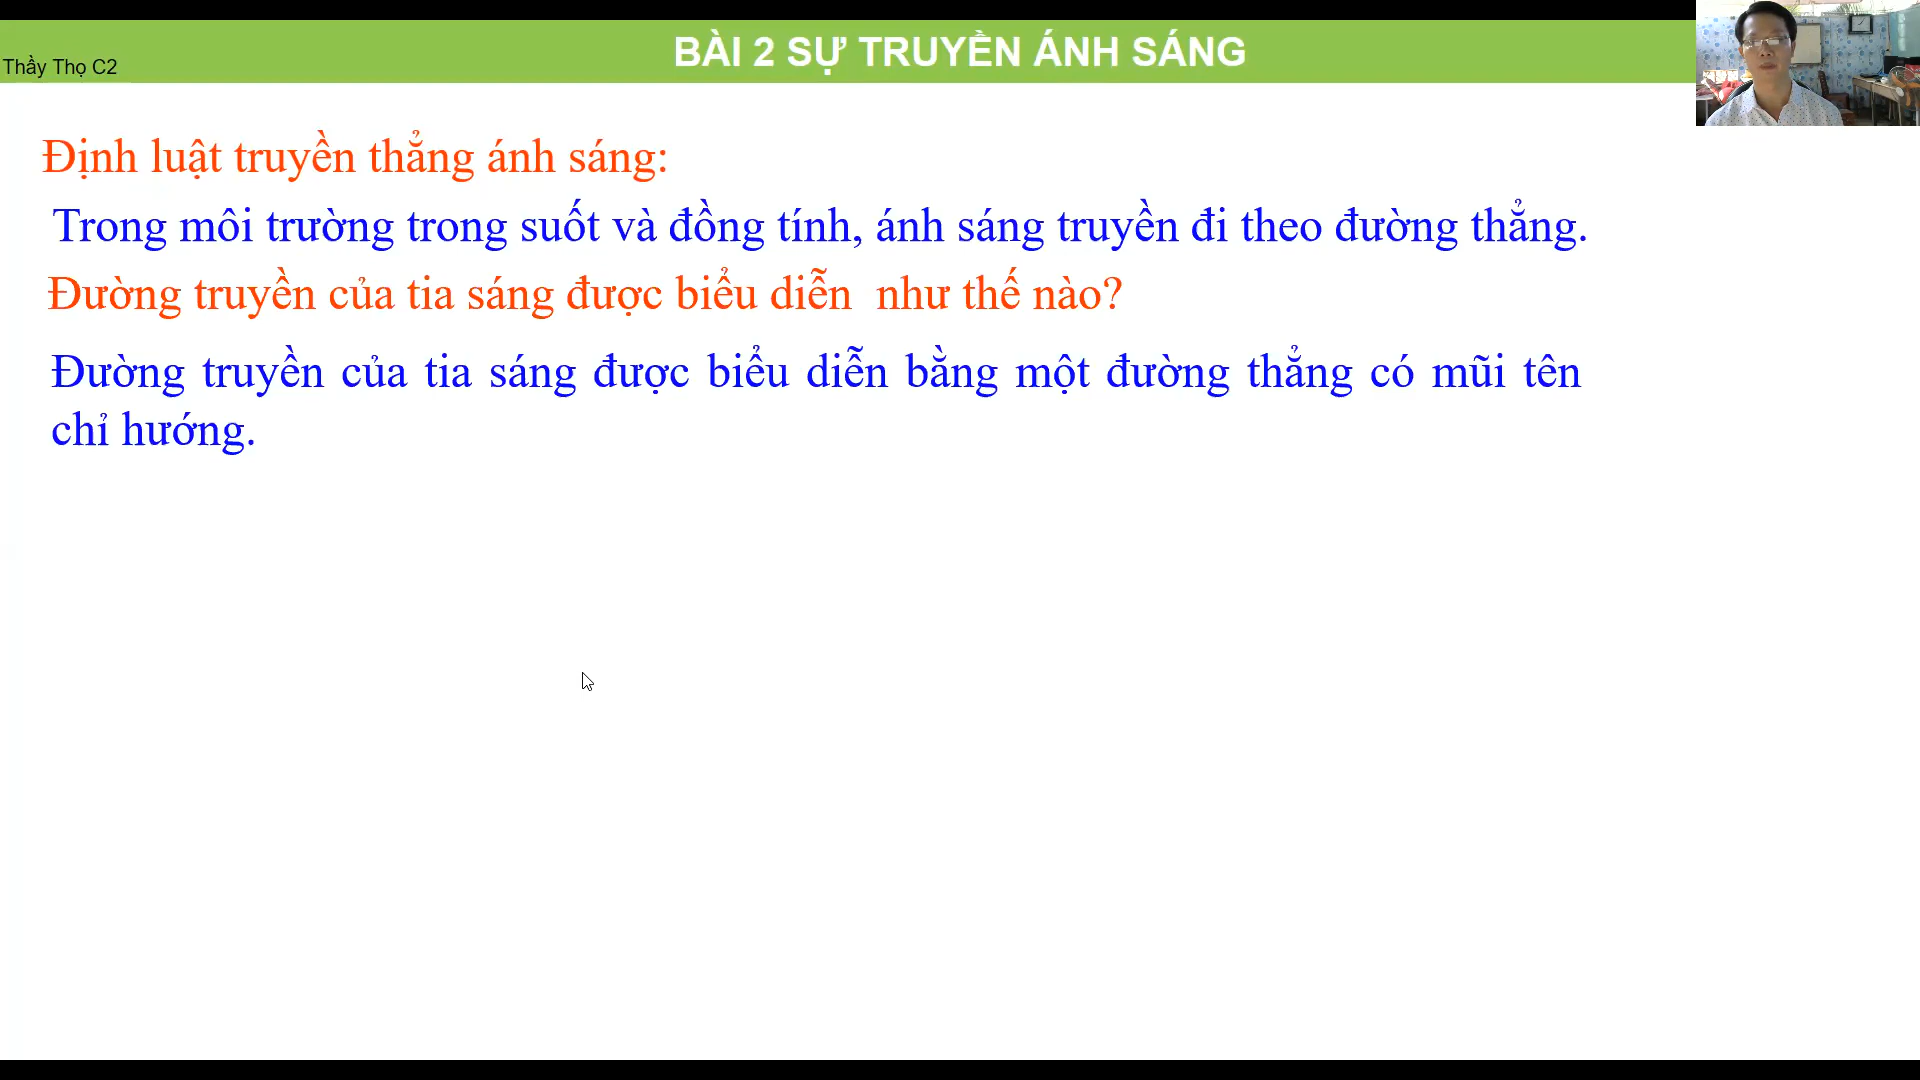 BÀI 2 SỰ TRUYỀN ÁNH SÁNG
Thầy Thọ C2
Định luật truyền thẳng ánh sáng:
Trong môi trường trong suốt và đồng tính, ánh sáng truyền đi theo đường thẳng.
Đường truyền của tia sáng được biểu diễn như thế nào?
Đường truyền của tia sáng được biểu diễn bằng một đường thẳng có mũi tên
chỉ hướng.